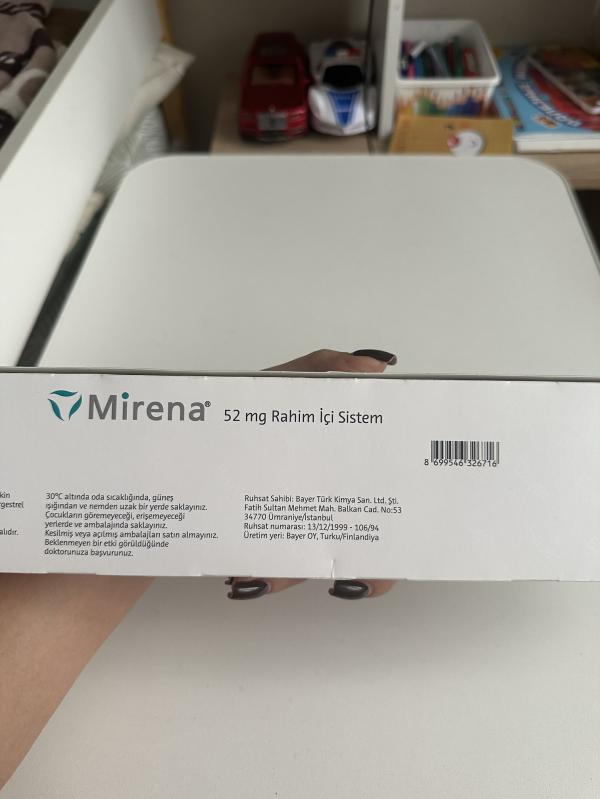 Mirena® 52 mg Rahim İçi Sistem
8 699546 326716
kin
rgestrel
alıdır.
30°C altında oda sıcaklığında, güneş
ışığından ve nemden uzak bir yerde saklayınız.
Çocukların göremeyeceği, erişemeyeceği
yerlerde ve ambalajında saklayınız.
Kesilmiş veya açılmış ambalajları satın almayınız.
Beklenmeyen bir etki görüldüğünde
doktorunuza başvurunuz.
Ruhsat Sahibi: Bayer Türk Kimya San. Ltd. Şti.
Fatih Sultan Mehmet Mah. Balkan Cad. No:53
34770 Ümraniye/İstanbul
Ruhsat numarası: 13/12/1999 - 106/94
Üretim yeri: Bayer OY, Turku/Finlandiya